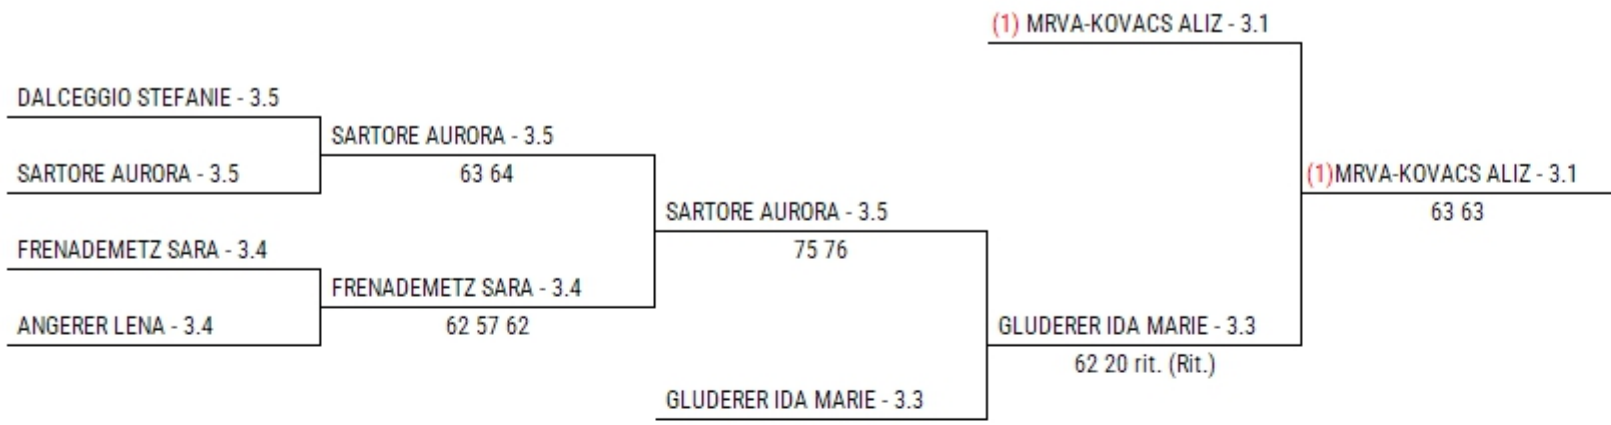 (1) MRVA-KOVACS ALIZ - 3.1
DALCEGGIO STEFANIE - 3.5
SARTORE AURORA - 3.5
63 64
SARTORE AURORA - 3.5
(1)MRVA-KOVACS ALIZ - 3.1
63 63
SARTORE AURORA - 3.5
75 76
FRENADEMETZ SARA - 3.4
FRENADEMETZ SARA - 3.4
62 57 62
ANGERER LENA - 3.4
GLUDERER IDA MARIE - 3.3
62 20 rit. (Rit.)
GLUDERER IDA MARIE - 3.3